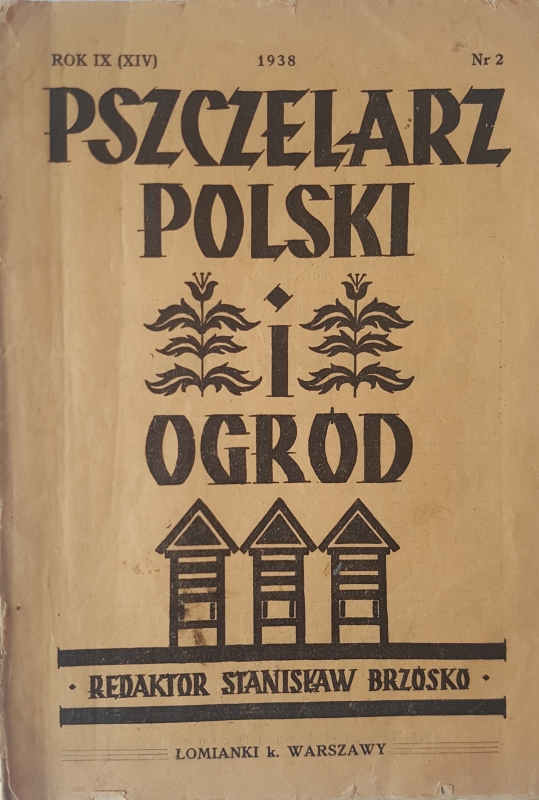 ROK IX (XIV) 1938 Nr 2
PSZCZELARZ
POLSKI
i
OGRÓD
• REDAKTOR STANISŁAW BRZÓSKO •
ŁOMIANKI k. WARSZAWY